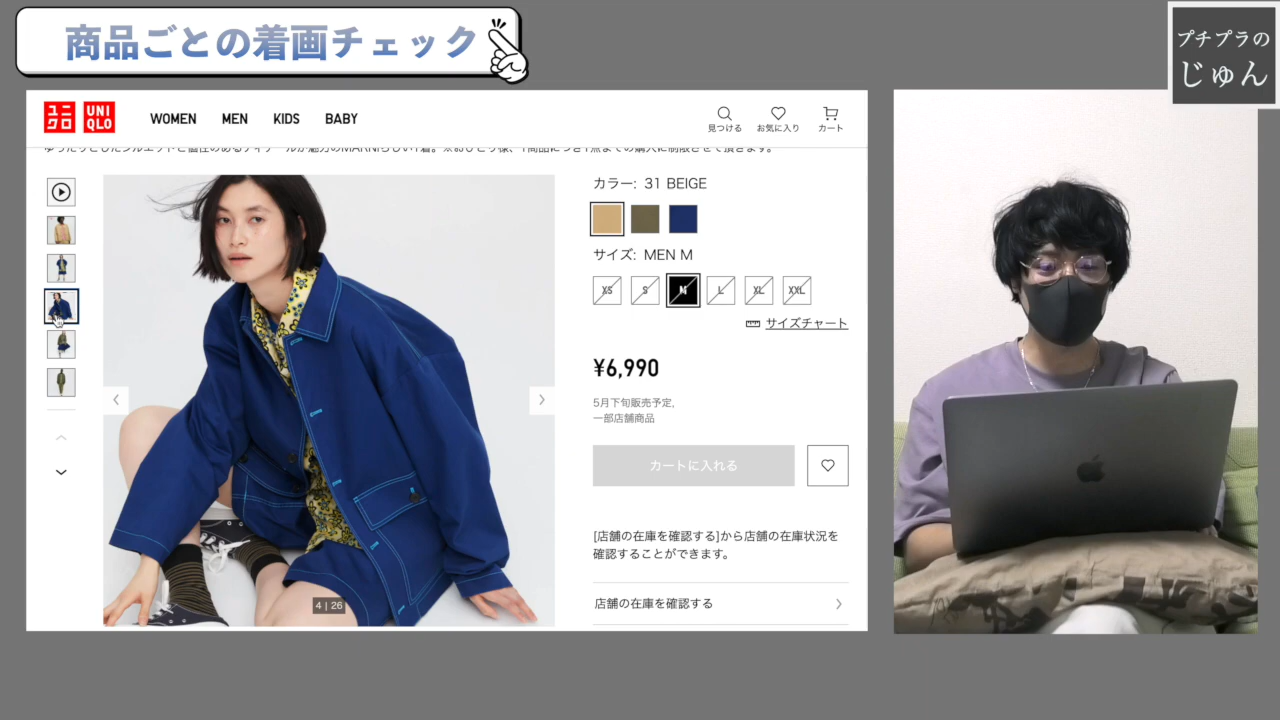 商品ごとの着画チェック
プチプラの
じゅん
ユニクロ
UNI
QLO
WOMEN MEN KIDS BABY
見つける お気に入り カート
カラー: 31 BEIGE
サイズ: MEN M
XS S M L XL XXL
サイズチャート
¥6,990
5月下旬販売予定,
一部店舗商品
カートに入れる
[店舗の在庫を確認する]から店舗の在庫状況を
確認することができます。
店舗の在庫を確認する
4 | 26